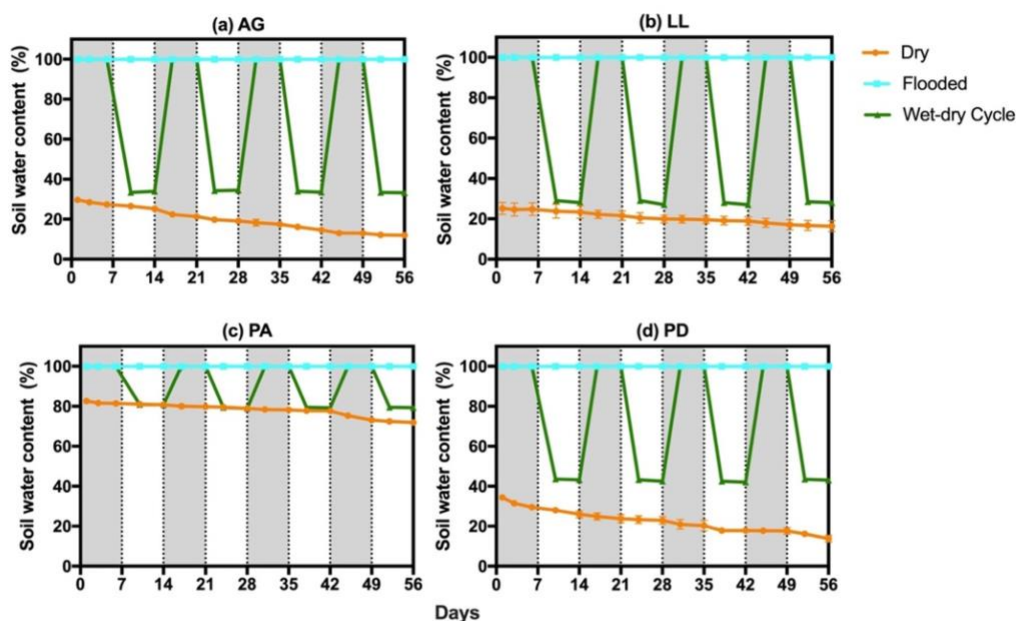 (a) AG
Soil water content (%)
100
80
60
40
20
0
0 7 14 21 28 35 42 49 56
(b) LL
Soil water content (%)
100
80
60
40
20
0
0 7 14 21 28 35 42 49 56
Dry
Flooded
Wet-dry Cycle
(c) PA
Soil water content (%)
100
80
60
40
20
0
0 7 14 21 28 35 42 49 56
(d) PD
Soil water content (%)
100
80
60
40
20
0
0 7 14 21 28 35 42 49 56
Days